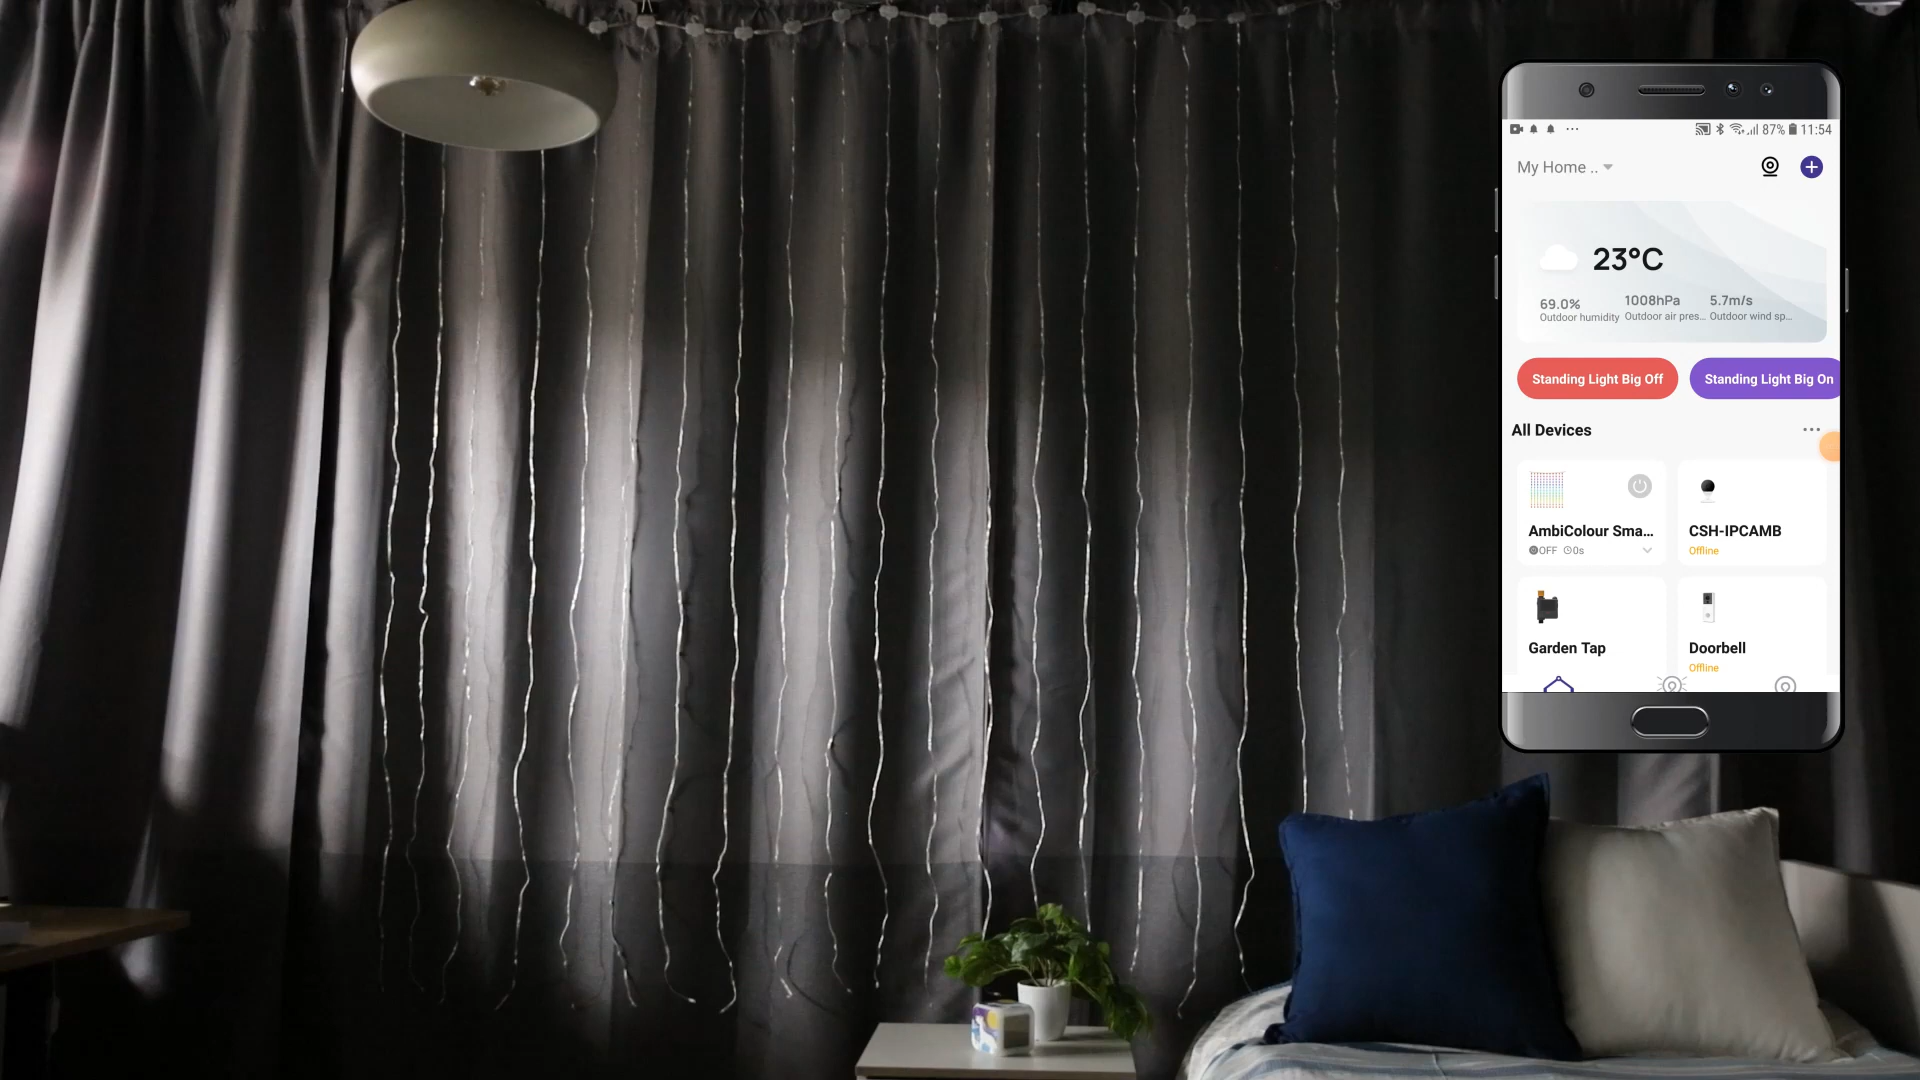 87% 11:54
My Home ..
23°C
69.0% 1008hPa 5.7m/s
Outdoor humidity Outdoor air pres... Outdoor wind sp...
Standing Light Big Off Standing Light Big On
All Devices
AmbiColour Sma... CSH-IPCAMB
OFF 0s Offline
Garden Tap Doorbell
Offline